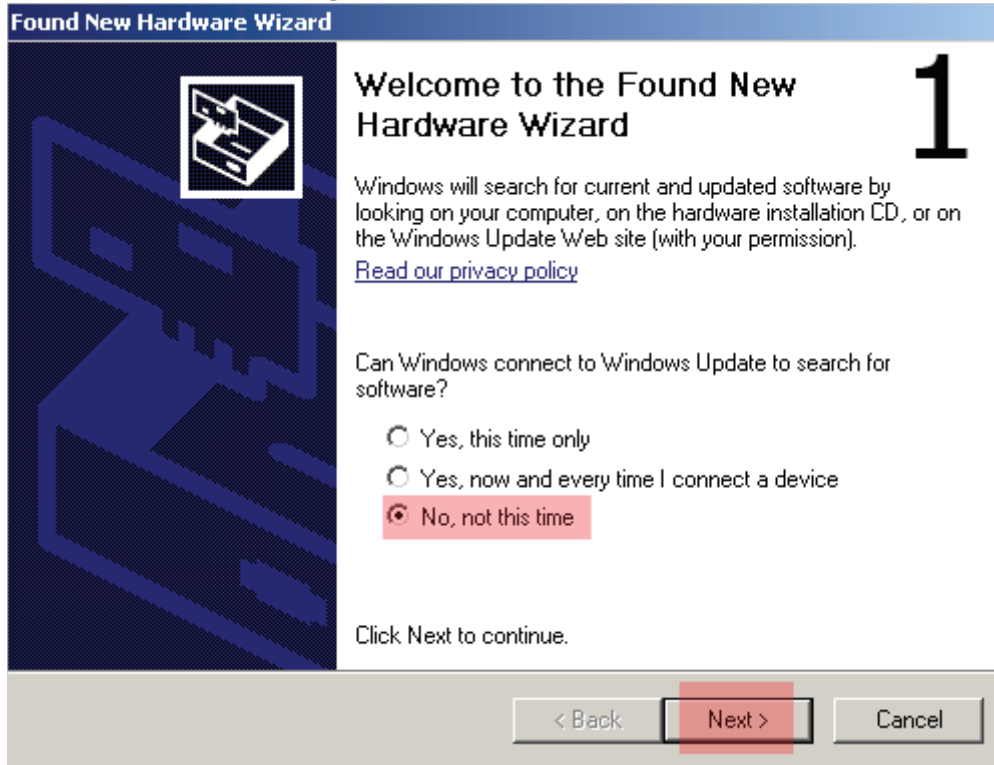 Found New Hardware Wizard
1
Welcome to the Found New
Hardware Wizard
Windows will search for current and updated software by
looking on your computer, on the hardware installation CD, or on
the Windows Update Web site (with your permission).
Read our privacy policy
Can Windows connect to Windows Update to search for
software?
Yes, this time only
Yes, now and every time I connect a device
No, not this time
Click Next to continue.
< Back
Next >
Cancel